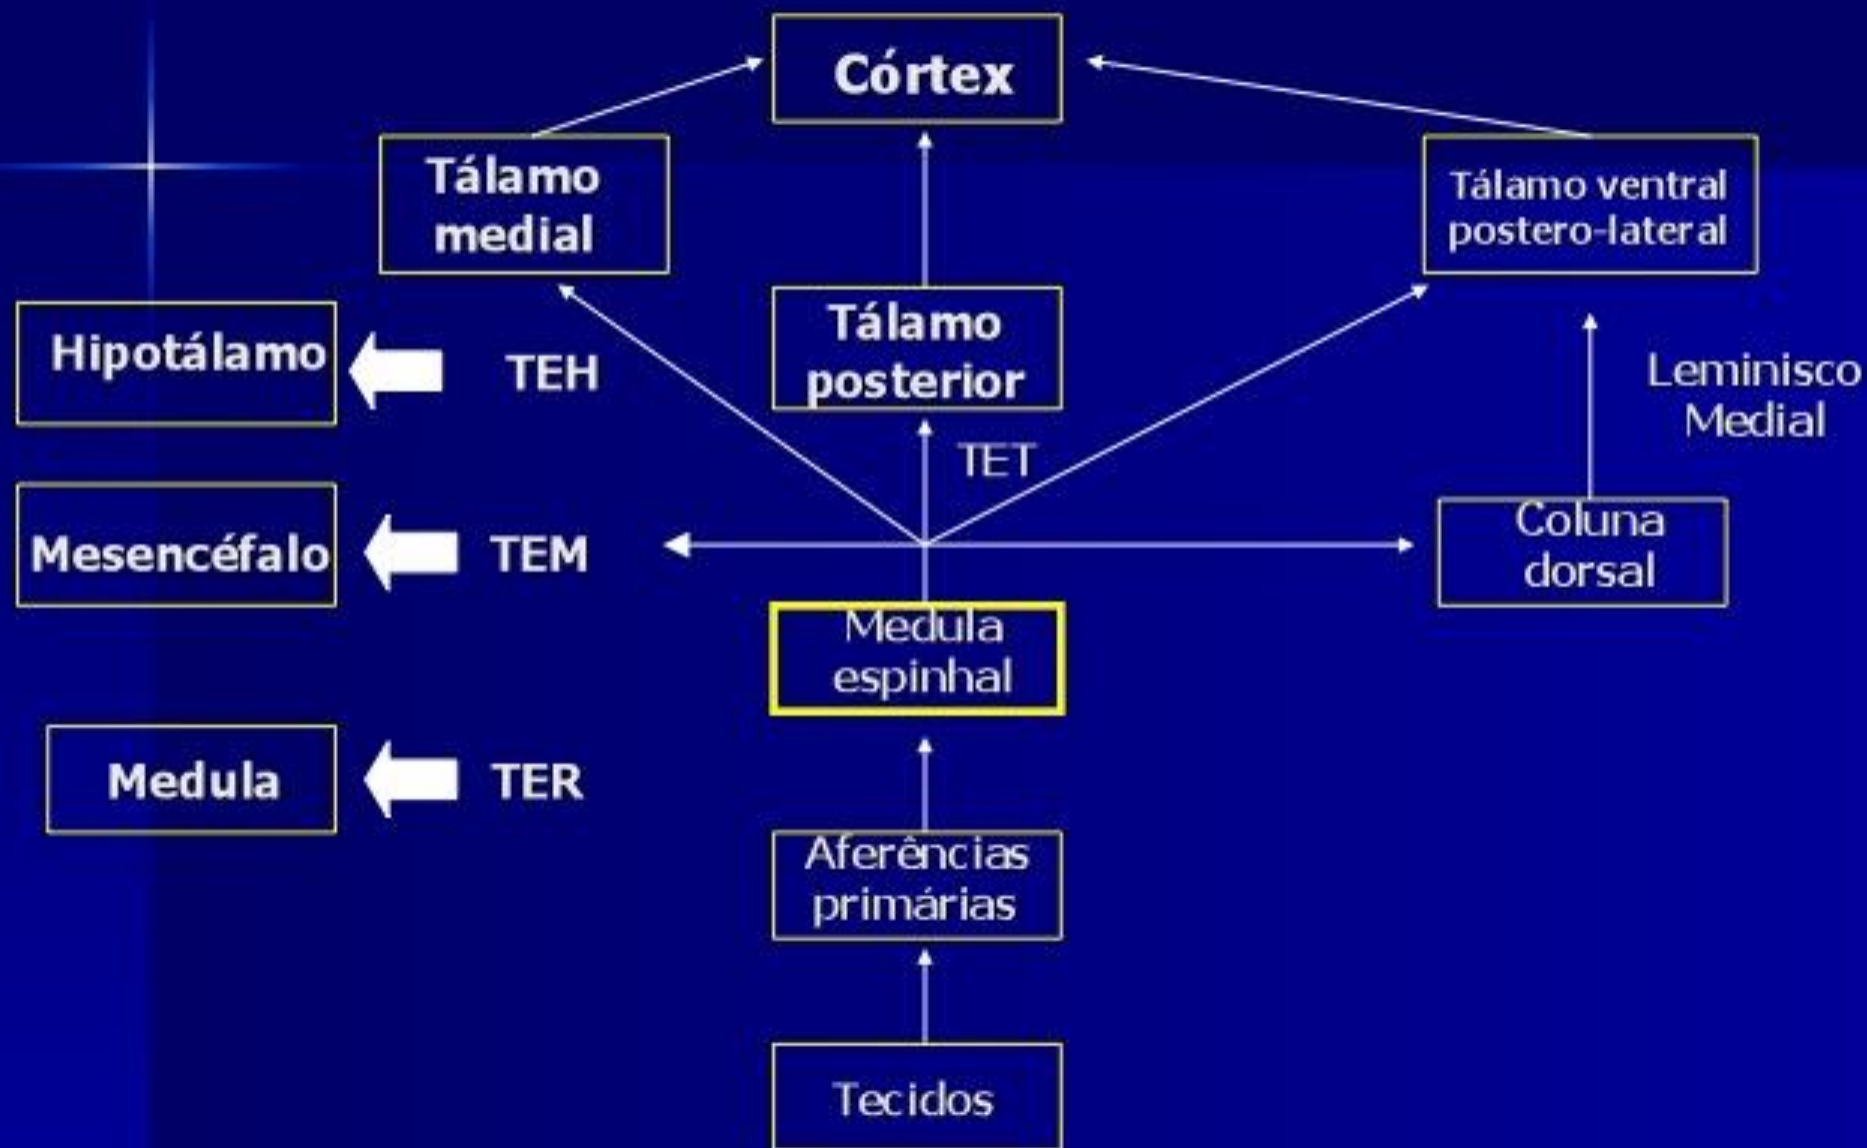 Córtex
Tálamo
medial
Tálamo ventral
postero-lateral
Hipotálamo
TEH
Tálamo
posterior
Leminisco
Medial
TET
Mesencéfalo
TEM
Coluna
dorsal
Medula
espinhal
Medula
TER
Aferências
primárias
Tecidos